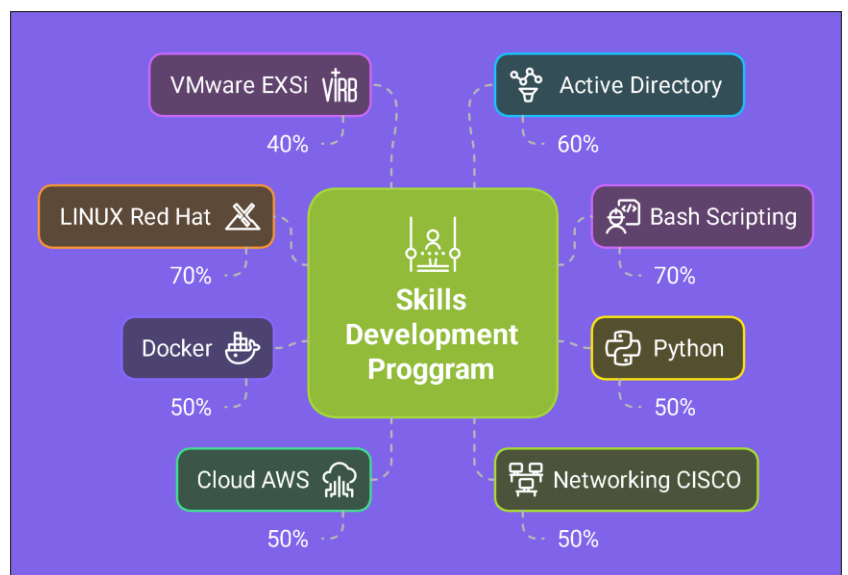 VMware EXSi
VIRB
40%
Active Directory
60%
LINUX Red Hat
70%
Bash Scripting
70%
Skills
Development
Proggram
Docker
50%
Python
50%
Cloud AWS
50%
Networking CISCO
50%